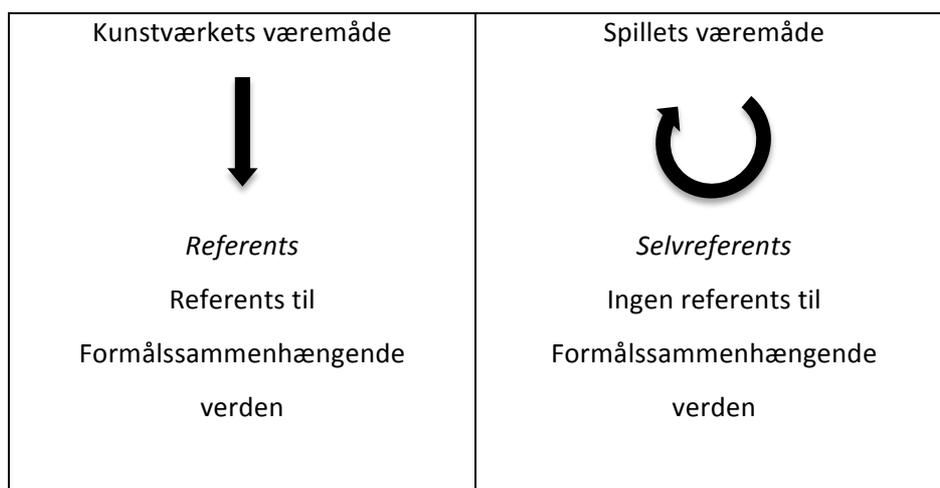 Kunstværkets væremåde
Referents
Referents til
Formålssammenhængende
verden
Spillets væremåde
Selvreferents
Ingen referents til
Formålssammenhængende
verden